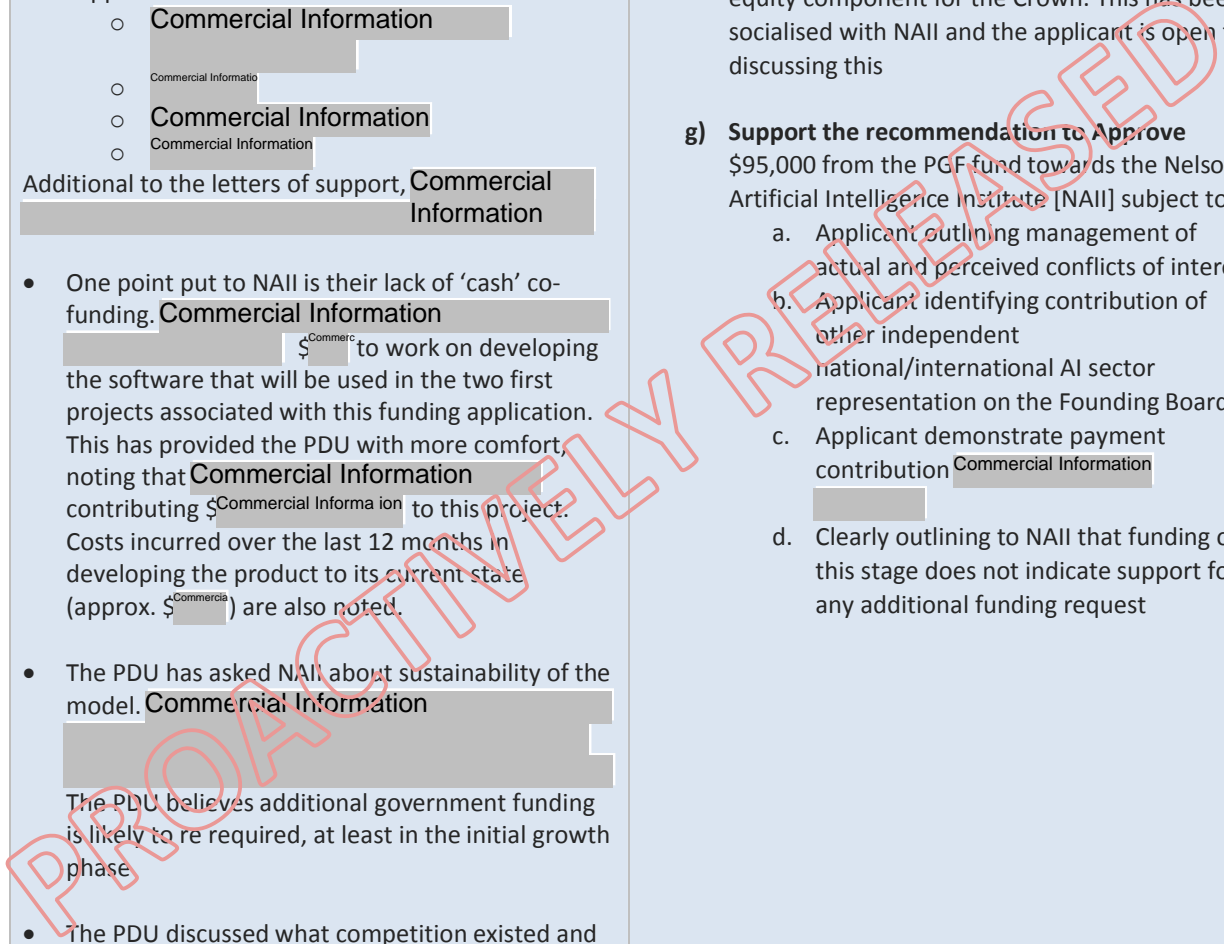 Commercial Information
Commercial Informatio
Commercial Information
Commercial Information
Additional to the letters of support, Commercial
Information
• One point put to NAII is their lack of ‘cash’ co-
funding. Commercial Information
$Commerc to work on developing
the software that will be used in the two first
projects associated with this funding application.
This has provided the PDU with more comfort,
noting that Commercial Information
contributing $Commercial Informa ion to this project.
Costs incurred over the last 12 months in
developing the product to its current state
(approx. $Commercia) are also noted.
• The PDU has asked NAII about sustainability of the
model. Commercial Information
The PDU believes additional government funding
is likely to re required, at least in the initial growth
phase
• The PDU discussed what competition existed and
equity component for the Crown. This has
socialised with NAII and the applicant is open
discussing this
g) Support the recommendation to Approve
$95,000 from the PGF fund towards the Nelso
Artificial Intelligence Institute [NAII] subject to
a. Applicant outlining management of
actual and perceived conflicts of inter
b. Applicant identifying contribution of
other independent
national/international AI sector
representation on the Founding Board
c. Applicant demonstrate payment
contribution Commercial Information
d. Clearly outlining to NAII that funding
this stage does not indicate support fo
any additional funding request
PROACTIVELY RELEASED